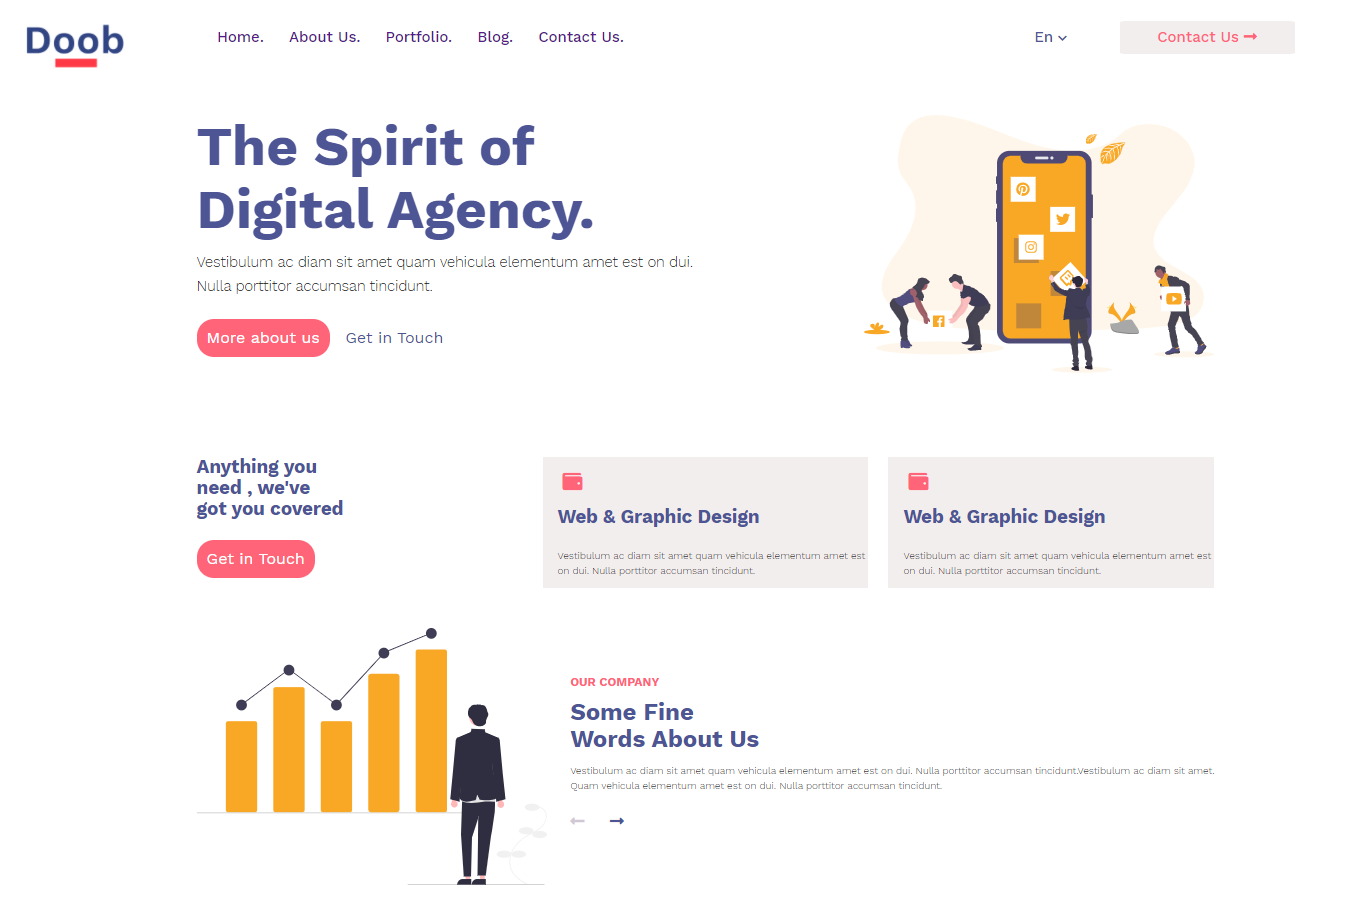 Doob
Home. About Us. Portfolio. Blog. Contact Us.
En
Contact Us
The Spirit of
Digital Agency.
Vestibulum ac diam sit amet quam vehicula elementum amet est on dui.
Nulla porttitor accumsan tincidunt.
More about us
Get in Touch
Anything you
need , we've
got you covered
Get in Touch
Web & Graphic Design
Vestibulum ac diam sit amet quam vehicula elementum amet est
on dui. Nulla porttitor accumsan tincidunt.
Web & Graphic Design
Vestibulum ac diam sit amet quam vehicula elementum amet est
on dui. Nulla porttitor accumsan tincidunt.
OUR COMPANY
Some Fine
Words About Us
Vestibulum ac diam sit amet quam vehicula elementum amet est on dui. Nulla porttitor accumsan tincidunt.Vestibulum ac diam sit amet.
Quam vehicula elementum amet est on dui. Nulla porttitor accumsan tincidunt.